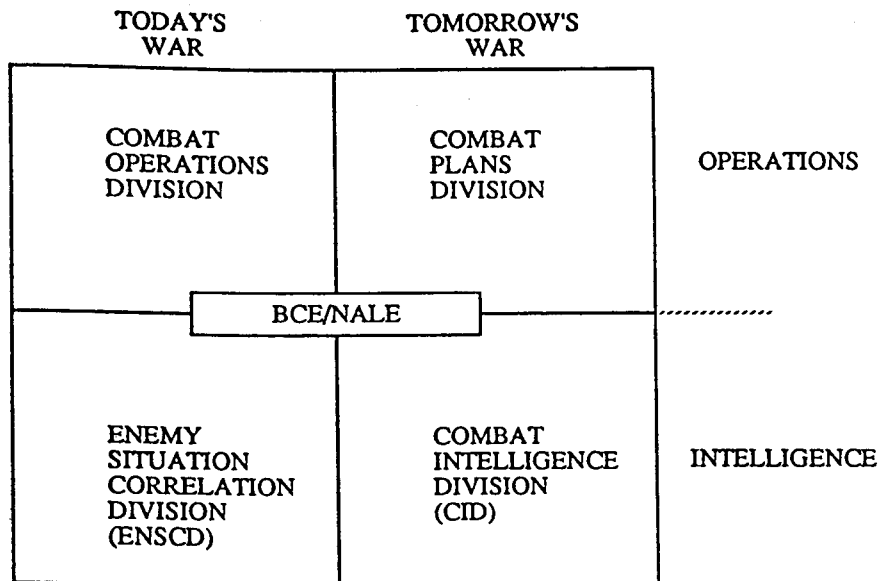 TODAY'S
WAR
TOMORROW'S
WAR
COMBAT
OPERATIONS
DIVISION
COMBAT
PLANS
DIVISION
OPERATIONS
BCE/NALE
ENEMY
SITUATION
CORRELATION
DIVISION
(ENSCD)
COMBAT
INTELLIGENCE
DIVISION
(CID)
INTELLIGENCE